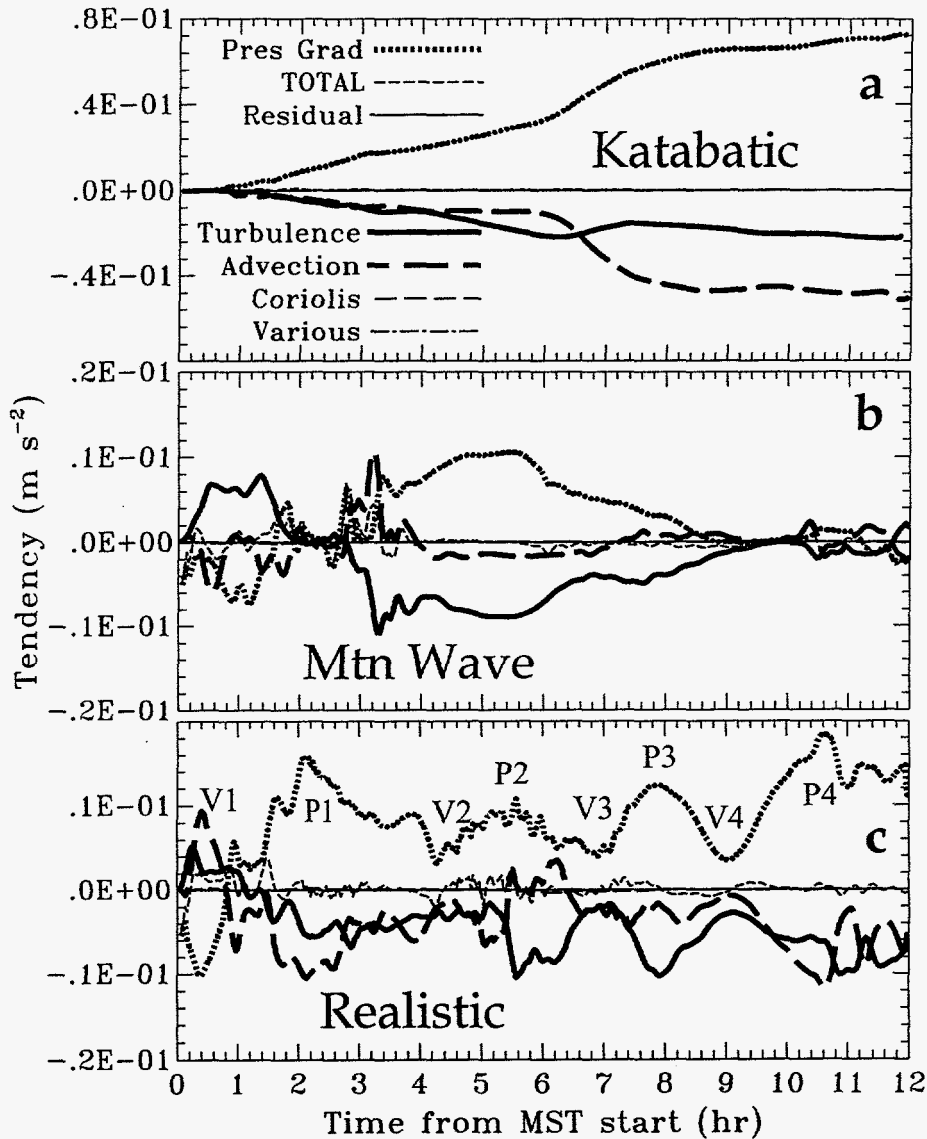 .8E-01
Pres Grad
TOTAL
a
.4E-01
Residual
Katabatic
.0E+00
Turbulence
Advection
-.4E-01
Coriolis
Various
.2E-01
b
.1E-01
.0E+00
-.1E-01
Mtn Wave
-.2E-01
Tendency (m s⁻²)
P1
P2
P3
P4
V1
V2
V3
V4
.1E-01
c
.0E+00
-.1E-01
Realistic
-.2E-01
0 1 2 3 4 5 6 7 8 9 10 11 12
Time from MST start (hr)